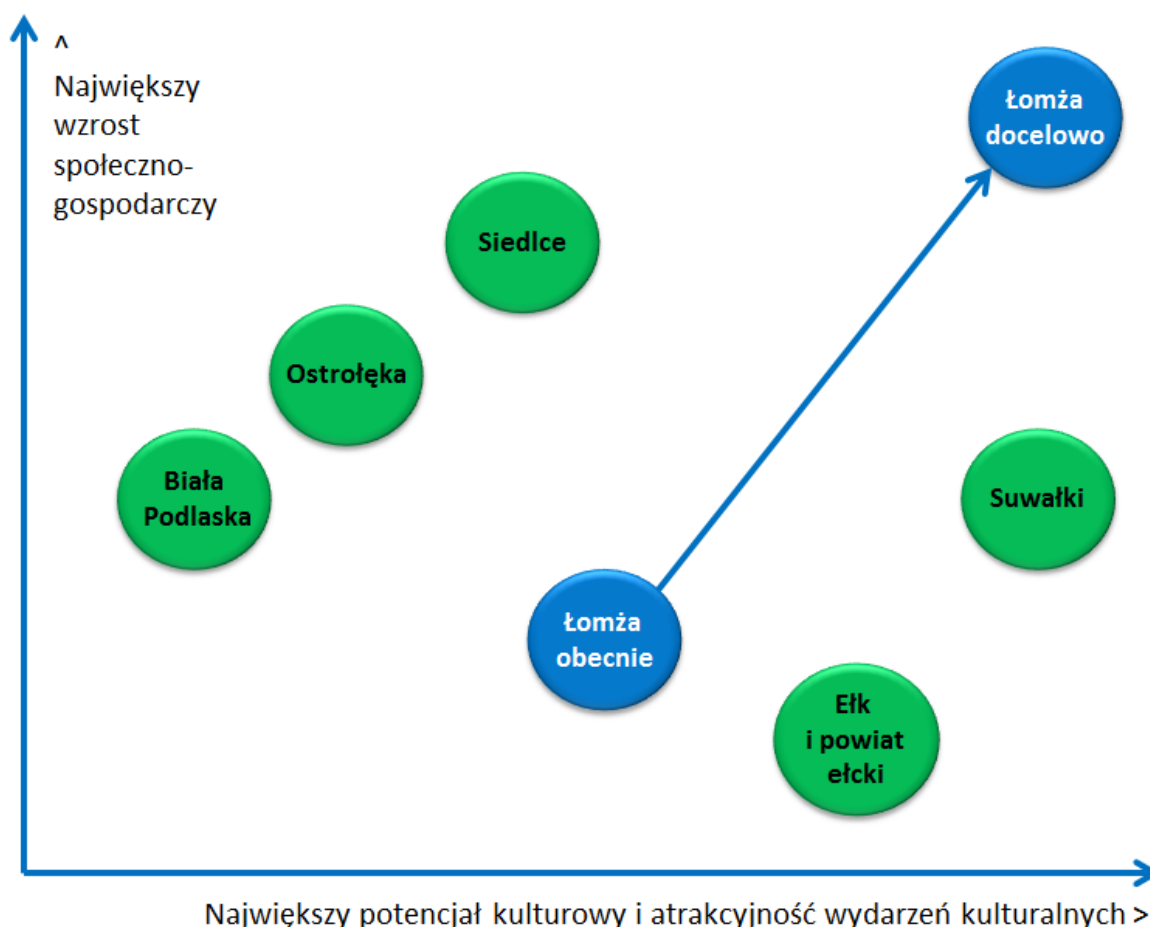 ^
Największy
wzrost
społeczno-
gospodarczy
Łomża
docelowo
Siedlce
Ostrołęka
Biała
Podlaska
Suwałki
Łomża
obecnie
Ełk
i powiat
ełcki
Największy potencjał kulturowy i atrakcyjność wydarzeń kulturalnych >